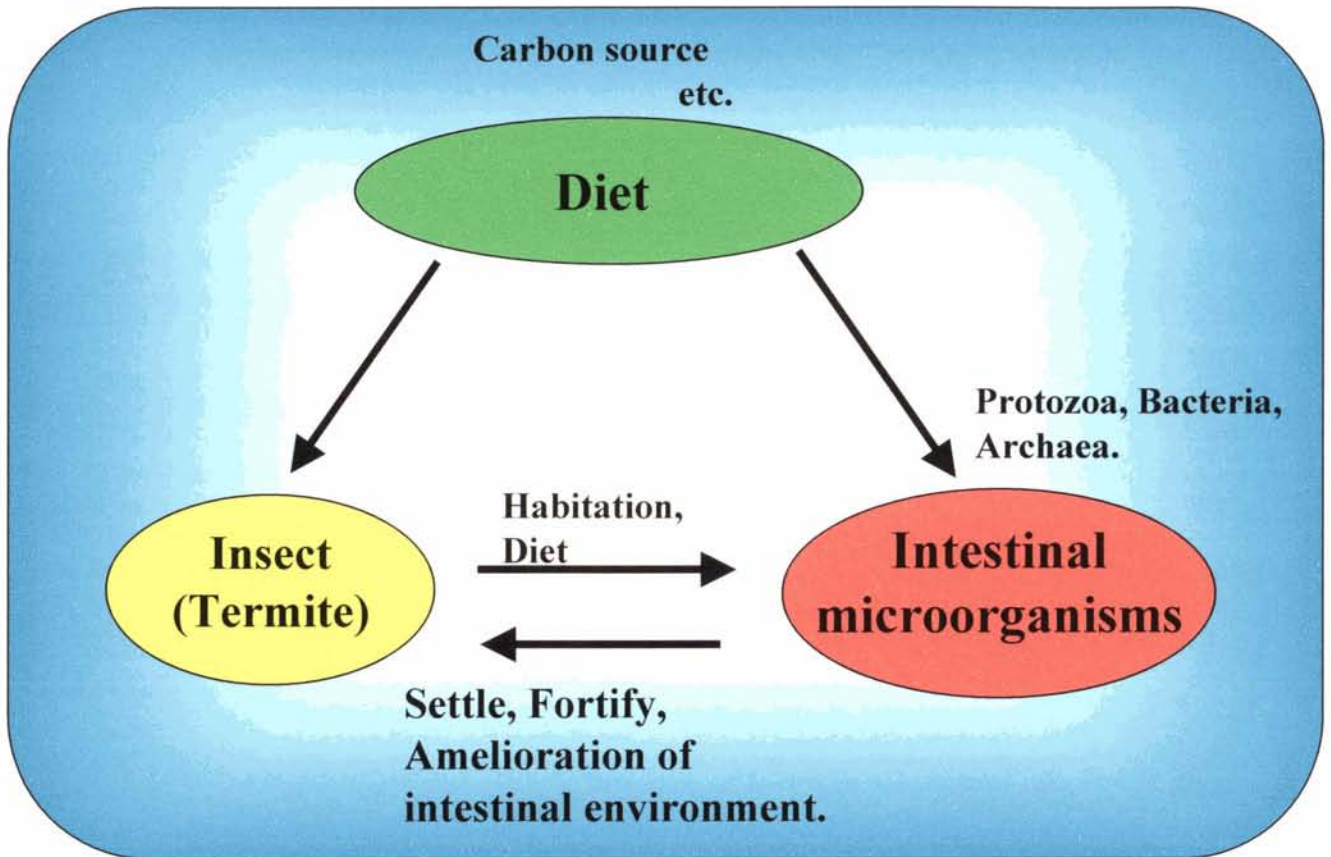 Carbon source
etc.
Diet
Protozoa, Bacteria,
Archaea.
Habitation,
Diet
Insect
(Termite)
Intestinal
microorganisms
Settle, Fortify,
Amelioration of
intestinal environment.